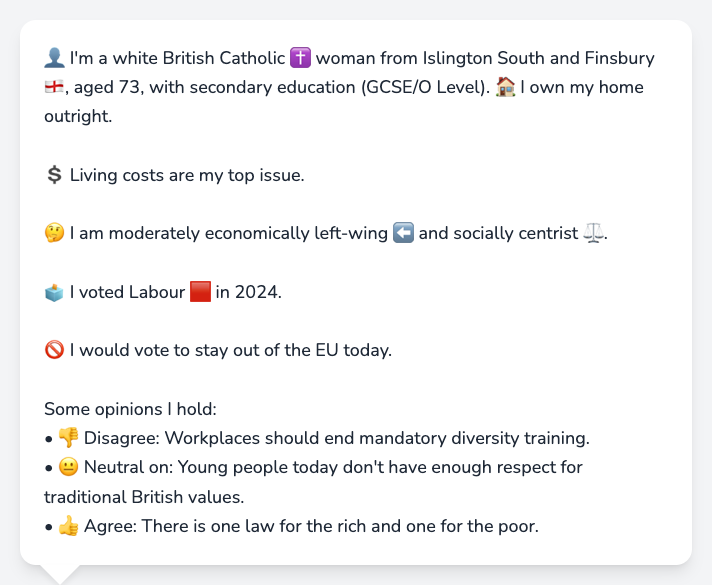 👤 I'm a white British Catholic ✝️ woman from Islington South and Finsbury
🏴󠁧󠁢󠁥󠁮󠁧󠁿, aged 73, with secondary education (GCSE/O Level). 🏠 I own my home
outright.
💲 Living costs are my top issue.
🤔 I am moderately economically left-wing ⬅️ and socially centrist ⚖️.
🗳️ I voted Labour 🟥 in 2024.
🚫 I would vote to stay out of the EU today.
Some opinions I hold:
• 👎 Disagree: Workplaces should end mandatory diversity training.
• 😐 Neutral on: Young people today don't have enough respect for
traditional British values.
• 👍 Agree: There is one law for the rich and one for the poor.